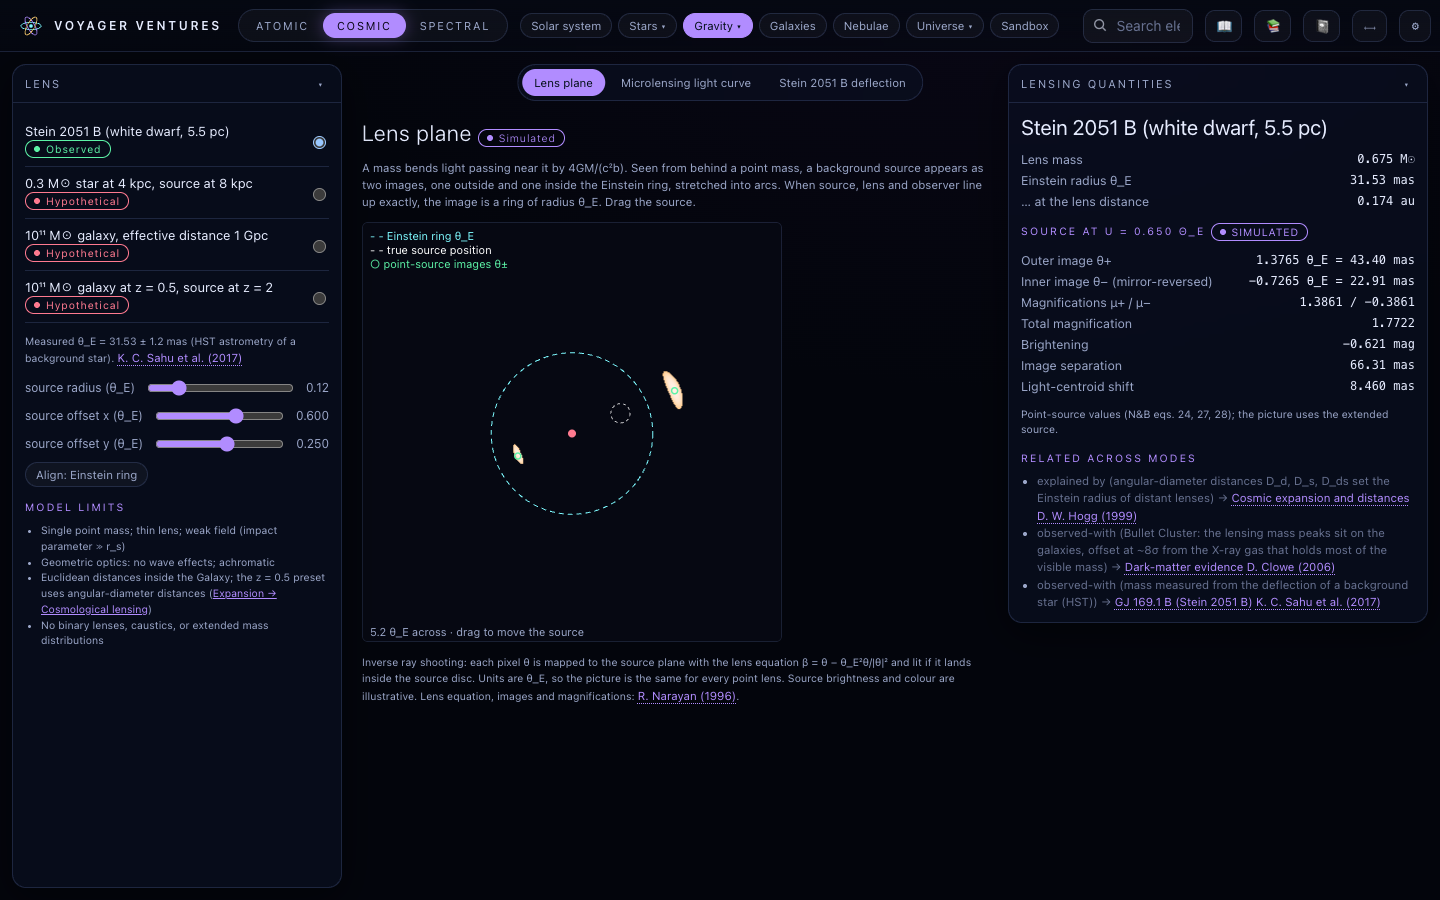 VOYAGER VENTURES
ATOMIC COSMIC SPECTRAL
Solar system Stars ▾ Gravity ▾ Galaxies Nebulae Universe ▾ Sandbox
Search ele
LENS ▾
Stein 2051 B (white dwarf, 5.5 pc)
Observed
0.3 M☉ star at 4 kpc, source at 8 kpc
Hypothetical
10¹¹ M☉ galaxy, effective distance 1 Gpc
Hypothetical
10¹¹ M☉ galaxy at z = 0.5, source at z = 2
Hypothetical
Measured θ_E = 31.53 ± 1.2 mas (HST astrometry of a
background star). K. C. Sahu et al. (2017)
source radius (θ_E) 0.12
source offset x (θ_E) 0.600
source offset y (θ_E) 0.250
Align: Einstein ring
MODEL LIMITS
• Single point mass; thin lens; weak field (impact
parameter » r_s)
• Geometric optics: no wave effects; achromatic
• Euclidean distances inside the Galaxy; the z = 0.5 preset
uses angular-diameter distances (Expansion →
Cosmological lensing)
• No binary lenses, caustics, or extended mass
distributions
Lens plane Microlensing light curve Stein 2051 B deflection
Lens plane Simulated
A mass bends light passing near it by 4GM/(c²b). Seen from behind a point mass, a background source appears as
two images, one outside and one inside the Einstein ring, stretched into arcs. When source, lens and observer line
up exactly, the image is a ring of radius θ_E. Drag the source.
- - Einstein ring θ_E
- - true source position
○ point-source images θ±
5.2 θ_E across · drag to move the source
Inverse ray shooting: each pixel θ is mapped to the source plane with the lens equation β = θ − θ_E²θ/|θ|² and lit if it lands
inside the source disc. Units are θ_E, so the picture is the same for every point lens. Source brightness and colour are
illustrative. Lens equation, images and magnifications: R. Narayan (1996).
LENSING QUANTITIES ▾
Stein 2051 B (white dwarf, 5.5 pc)
Lens mass 0.675 M☉
Einstein radius θ_E 31.53 mas
… at the lens distance 0.174 au
SOURCE AT U = 0.650 Θ_E SIMULATED
Outer image θ+ 1.3765 θ_E = 43.40 mas
Inner image θ− (mirror-reversed) −0.7265 θ_E = 22.91 mas
Magnifications μ+ / μ− 1.3861 / −0.3861
Total magnification 1.7722
Brightening −0.621 mag
Image separation 66.31 mas
Light-centroid shift 8.460 mas
Point-source values (N&B eqs. 24, 27, 28); the picture uses the extended
source.
RELATED ACROSS MODES
• explained by (angular-diameter distances D_d, D_s, D_ds set the
Einstein radius of distant lenses) → Cosmic expansion and distances
D. W. Hogg (1999)
• observed-with (Bullet Cluster: the lensing mass peaks sit on the
galaxies, offset at ~8σ from the X-ray gas that holds most of the
visible mass) → Dark-matter evidence D. Clowe (2006)
• observed-with (mass measured from the deflection of a background
star (HST)) → GJ 169.1 B (Stein 2051 B) K. C. Sahu et al. (2017)